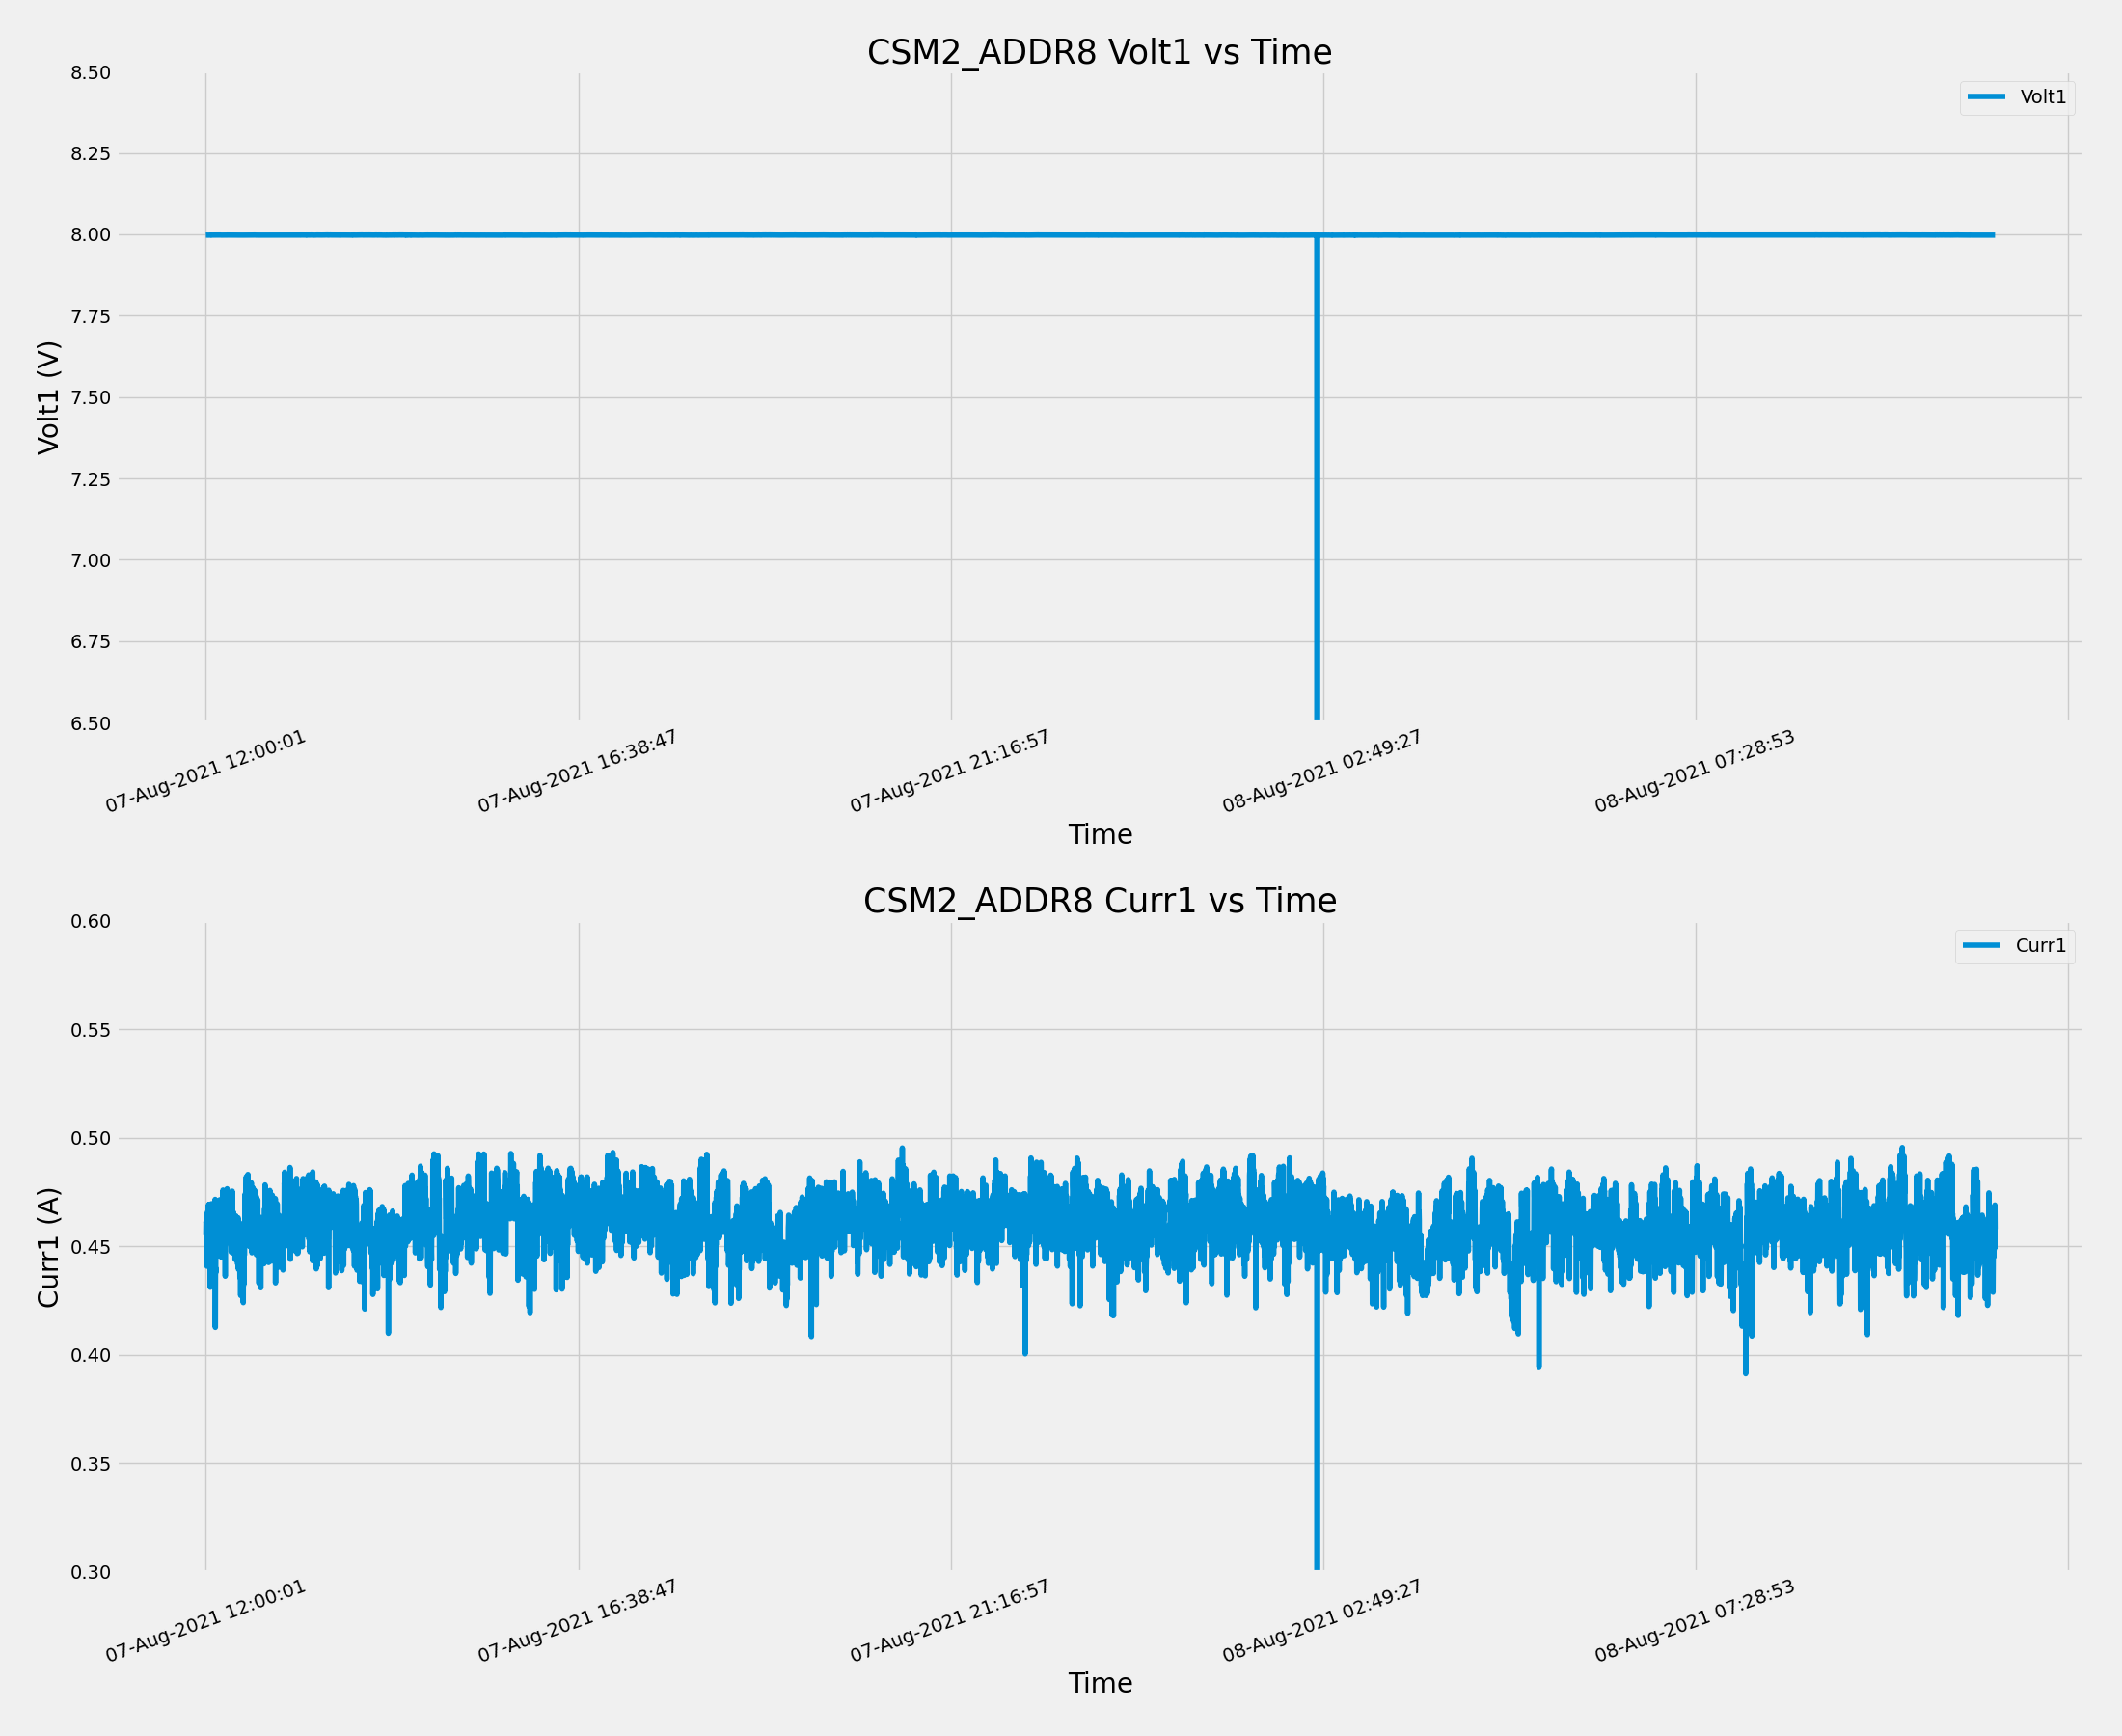 CSM2_ADDR8 Volt1 vs Time
8.50
8.25
8.00
7.75
7.50
7.25
7.00
6.75
6.50
Volt1 (V)
Volt1
07-Aug-2021 12:00:01
07-Aug-2021 16:38:47
07-Aug-2021 21:16:57
08-Aug-2021 02:49:27
08-Aug-2021 07:28:53
Time
CSM2_ADDR8 Curr1 vs Time
0.60
0.55
0.50
0.45
0.40
0.35
0.30
Curr1 (A)
Curr1
07-Aug-2021 12:00:01
07-Aug-2021 16:38:47
07-Aug-2021 21:16:57
08-Aug-2021 02:49:27
08-Aug-2021 07:28:53
Time